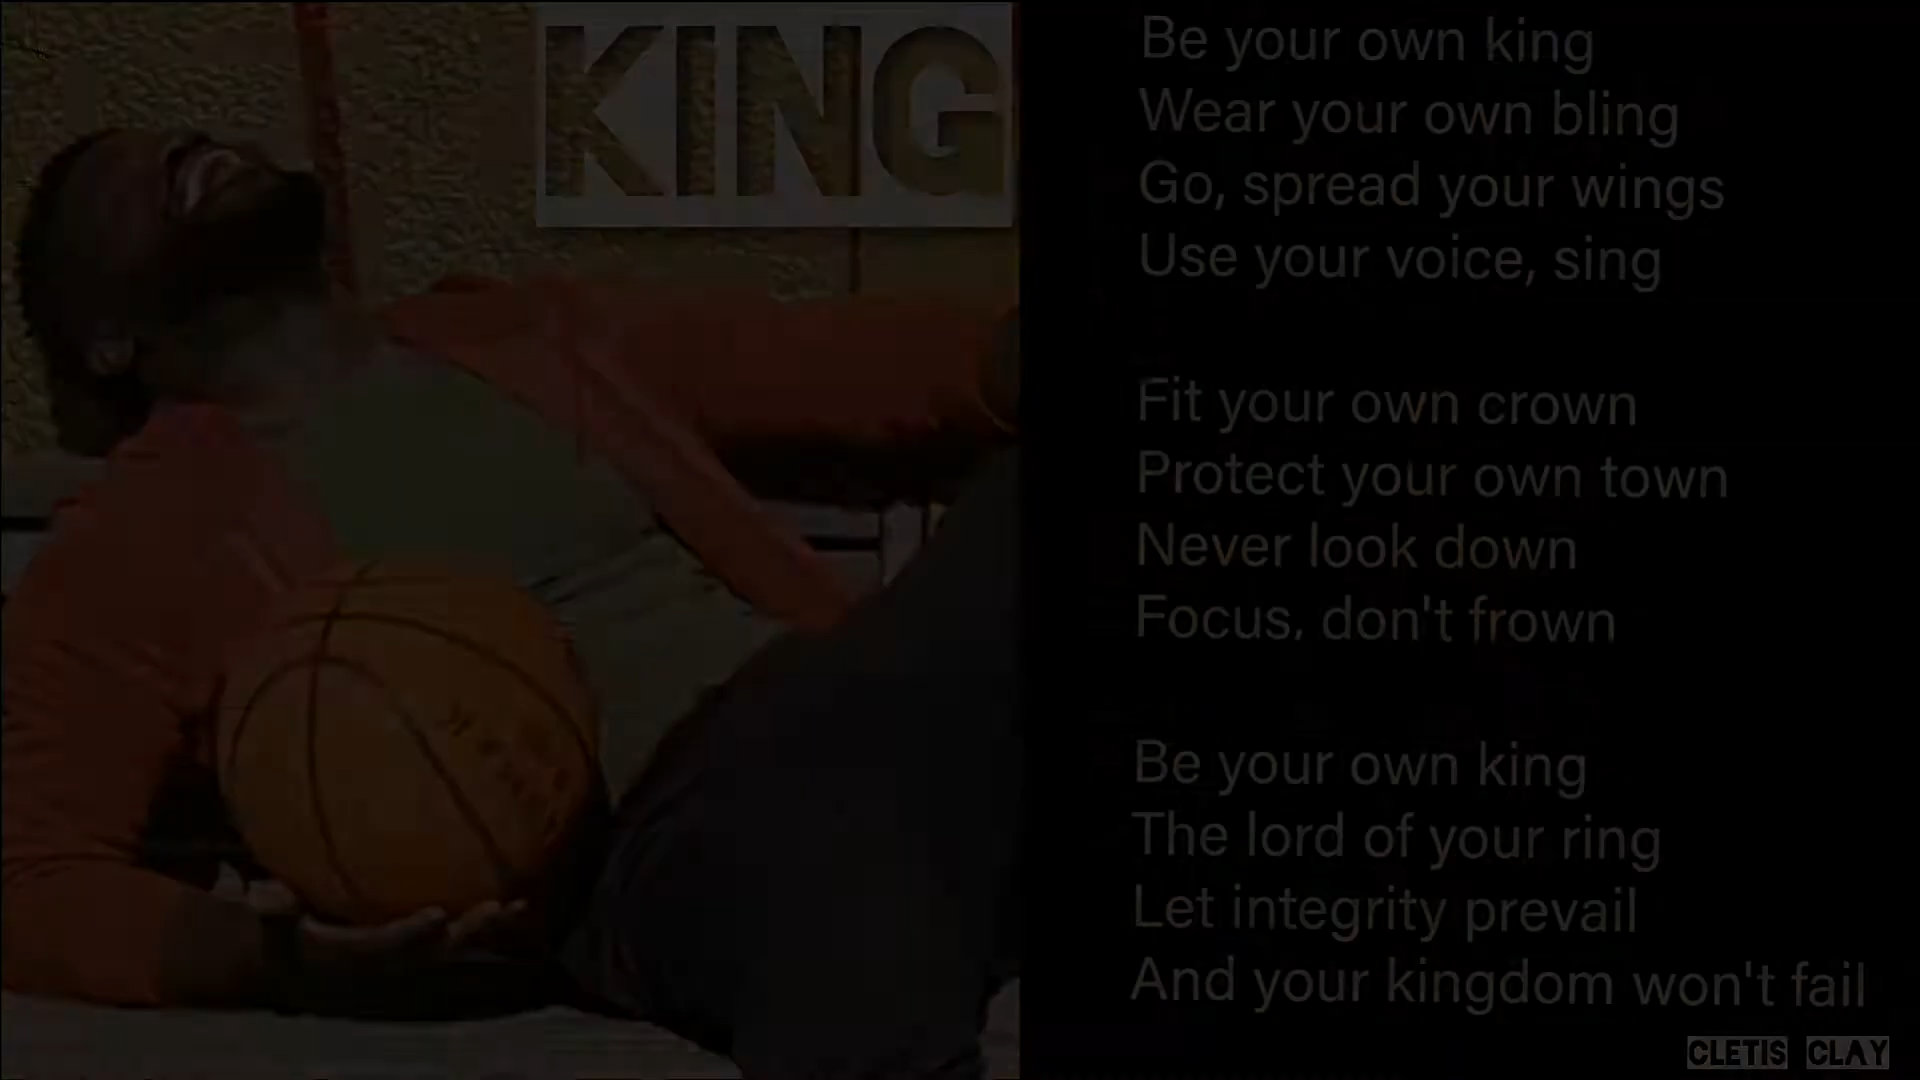 KING
Be your own king
Wear your own bling
Go, spread your wings
Use your voice, sing
Fit your own crown
Protect your own town
Never look down
Focus, don't frown
Be your own king
The lord of your ring
Let integrity prevail
And your kingdom won't fail
CLETIS CLAY